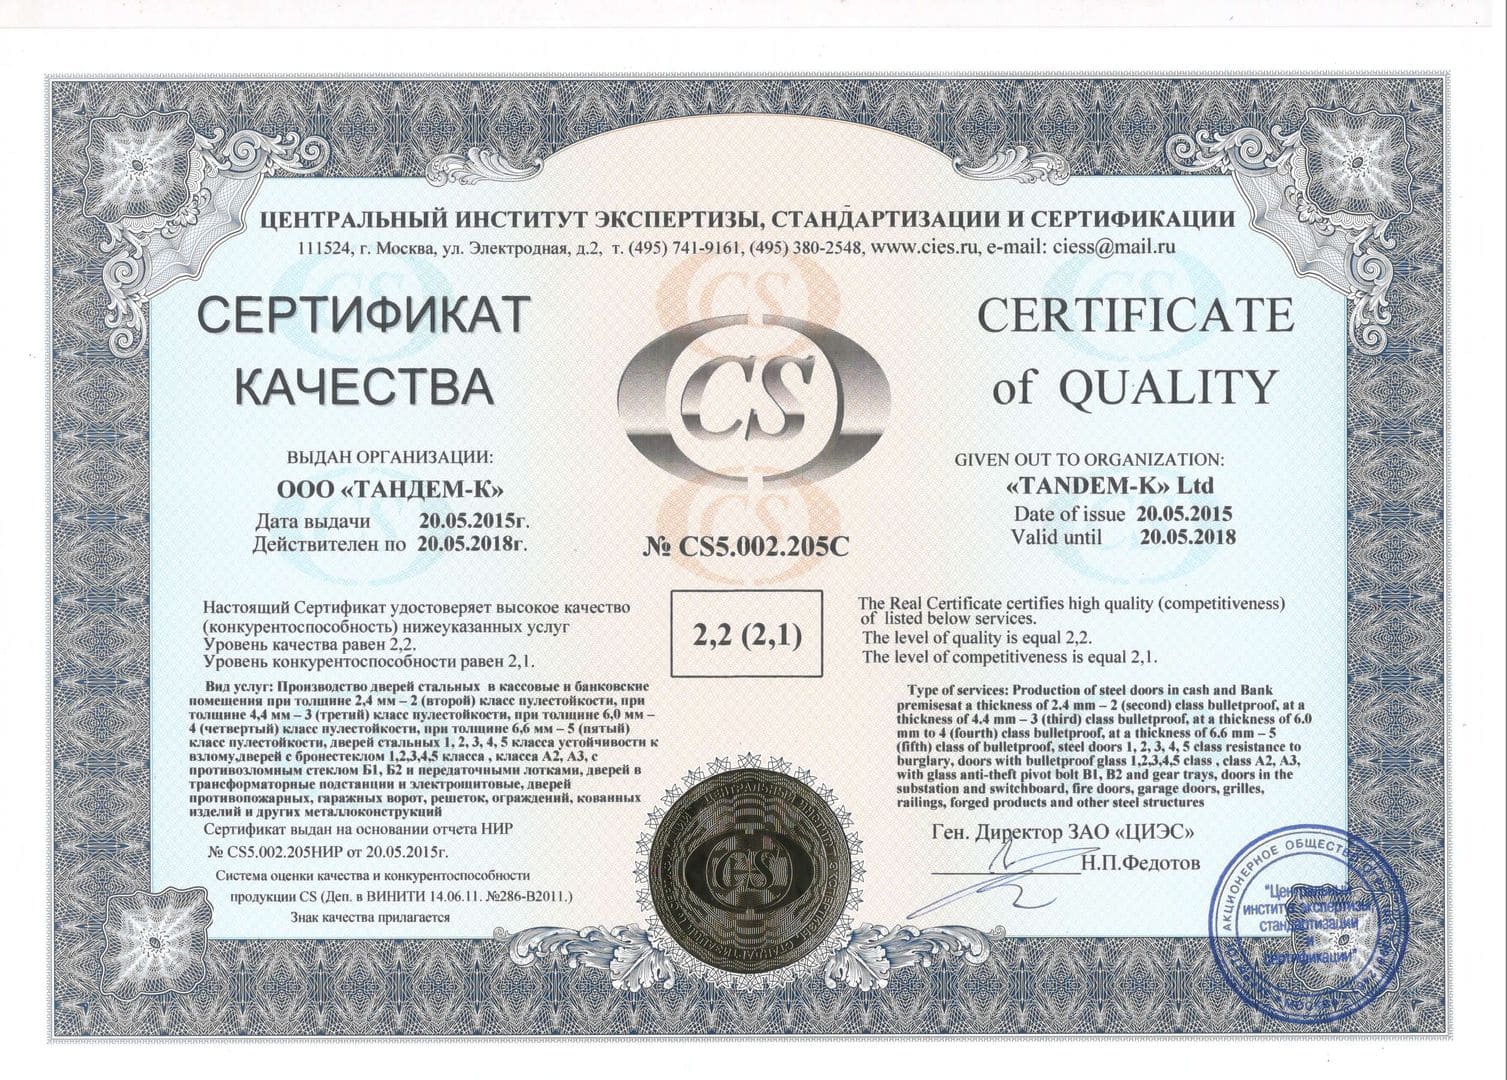 ЦЕНТРАЛЬНЫЙ ИНСТИТУТ ЭКСПЕРТИЗЫ, СТАНДАРТИЗАЦИИ И СЕРТИФИКАЦИИ
111524, г. Москва, ул. Электродная, д.2, т. (495) 741-9161, (495) 380-2548, www.cies.ru, e-mail: ciess@mail.ru
СЕРТИФИКАТ
КАЧЕСТВА
ВЫДАН ОРГАНИЗАЦИИ:
ООО «ТАНДЕМ-К»
Дата выдачи 20.05.2015г.
Действителен по 20.05.2018г.
CS
№ CS5.002.205С
2,2 (2,1)
CERTIFICATE
of QUALITY
GIVEN OUT TO ORGANIZATION:
«TANDEM-K» Ltd
Date of issue 20.05.2015
Valid until 20.05.2018
Настоящий Сертификат удостоверяет высокое качество
(конкурентоспособность) нижеуказанных услуг
Уровень качества равен 2,2.
Уровень конкурентоспособности равен 2,1.
Вид услуг: Производство дверей стальных в кассовые и банковские
помещения при толщине 2,4 мм – 2 (второй) класс пулестойкости, при
толщине 4,4 мм – 3 (третий) класс пулестойкости, при толщине 6,0 мм –
4 (четвертый) класс пулестойкости, при толщине 6,6 мм – 5 (пятый)
класс пулестойкости, дверей стальных 1, 2, 3, 4, 5 класса устойчивости к
взлому,дверей с бронестеклом 1,2,3,4,5 класса , класса А2, А3, с
противозломным стеклом Б1, Б2 и передаточными лотками, дверей в
трансформаторные подстанции и электрощитовые, дверей
противопожарных, гаражных ворот, решеток, ограждений, кованных
изделий и других металлоконструкций
Сертификат выдан на основании отчета НИР
№ CS5.002.205НИР от 20.05.2015г.
Система оценки качества и конкурентоспособности
продукции CS (Деп. в ВИНИТИ 14.06.11. №286-В2011.)
Знак качества прилагается
The Real Certificate certifies high quality (competitiveness)
of listed below services.
The level of quality is equal 2,2.
The level of competitiveness is equal 2,1.
Type of services: Production of steel doors in cash and Bank
premisesat a thickness of 2.4 mm – 2 (second) class bulletproof, at a
thickness of 4.4 mm – 3 (third) class bulletproof, at a thickness of 6.0
mm to 4 (fourth) class bulletproof, at a thickness of 6.6 mm – 5
(fifth) class of bulletproof, steel doors 1, 2, 3, 4, 5 class resistance to
burglary, doors with bulletproof glass 1,2,3,4,5 class , class A2, A3,
with glass anti-theft pivot bolt B1, B2 and gear trays, doors in the
substation and switchboard, fire doors, garage doors, grilles,
railings, forged products and other steel structures
Ген. Директор ЗАО «ЦИЭС»
Н.П.Федотов
CS
АКЦИОНЕРНОЕ ОБЩЕСТВО
"Центральный
институт экспертизы
стандартизации
и
сертификации"
МОСКВА